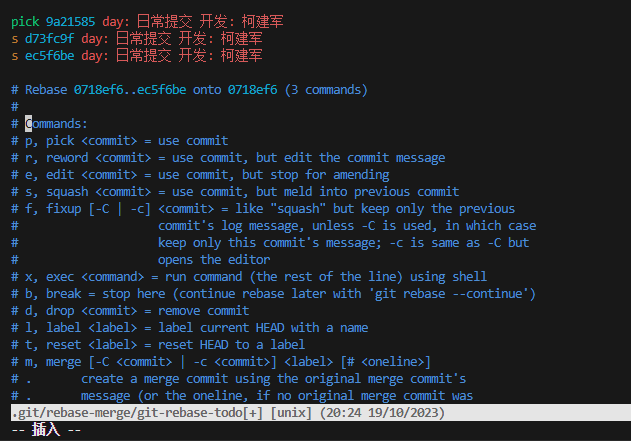 pick 9a21585 day: 日常提交 开发: 柯建军
s d73fc9f day: 日常提交 开发: 柯建军
s ec5f6be day: 日常提交 开发: 柯建军
# Rebase 0718ef6..ec5f6be onto 0718ef6 (3 commands)
#
# Commands:
# p, pick <commit> = use commit
# r, reword <commit> = use commit, but edit the commit message
# e, edit <commit> = use commit, but stop for amending
# s, squash <commit> = use commit, but meld into previous commit
# f, fixup [-C | -c] <commit> = like "squash" but keep only the previous
#                    commit's log message, unless -C is used, in which case
#                    keep only this commit's message; -c is same as -C but
#                    opens the editor
# x, exec <command> = run command (the rest of the line) using shell
# b, break = stop here (continue rebase later with 'git rebase --continue')
# d, drop <commit> = remove commit
# l, label <label> = label current HEAD with a name
# t, reset <label> = reset HEAD to a label
# m, merge [-C <commit> | -c <commit>] <label> [# <oneline>]
# .       create a merge commit using the original merge commit's
# .       message (or the oneline, if no original merge commit was
.git/rebase-merge/git-rebase-todo[+] [unix] (20:24 19/10/2023)
-- 插入 --